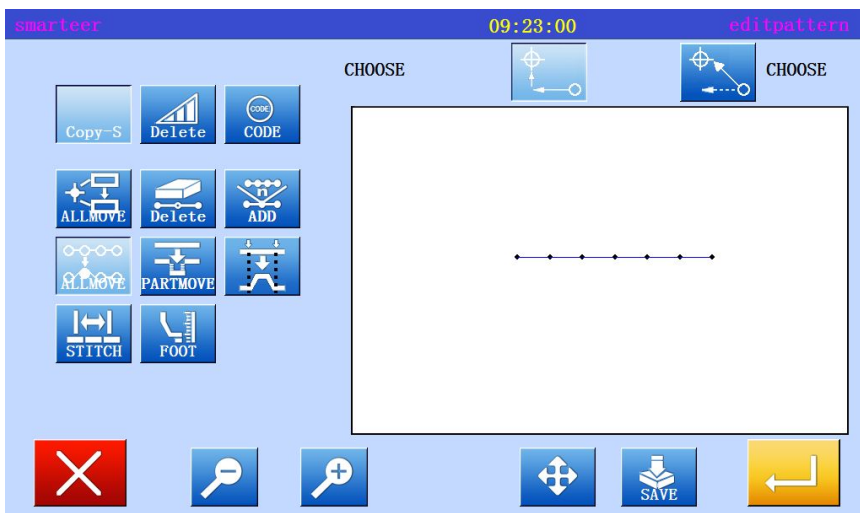 smarteer 09:23:00 editpattern
CHOOSE CHOOSE
Copy-S Delete CODE CODE
ALLMOVE Delete n ADD
ALLMOVE PARTMOVE
STITCH FOOT
SAVE